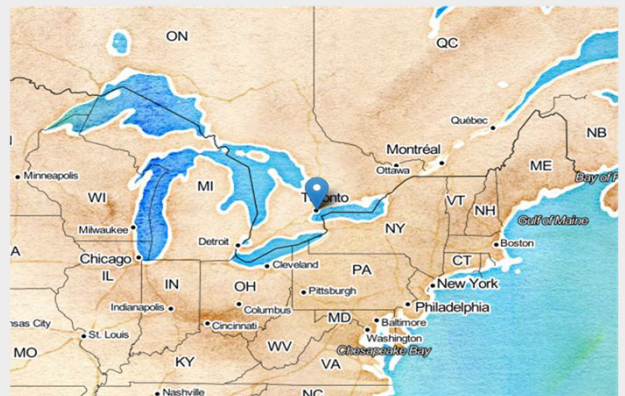 ON
QC
Québec
NB
Montréal
Ottawa
ME
Minneapolis
Bay of F
WI
MI
Toronto
VT
NH
Gulf of Maine
NY
Milwaukee
Detroit
Boston
Chicago
Cleveland
CT
IL
IN
OH
PA
New York
Pittsburgh
Indianapolis
Columbus
Philadelphia
MD
Baltimore
sas City
Cincinnati
St. Louis
Washington
MO
WV
Chesapeake Bay
KY
VA
Nashville
NC